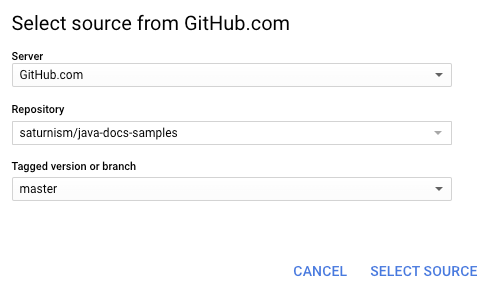 Select source from GitHub.com
Server
GitHub.com
Repository
saturnism/java-docs-samples
Tagged version or branch
master
CANCEL SELECT SOURCE